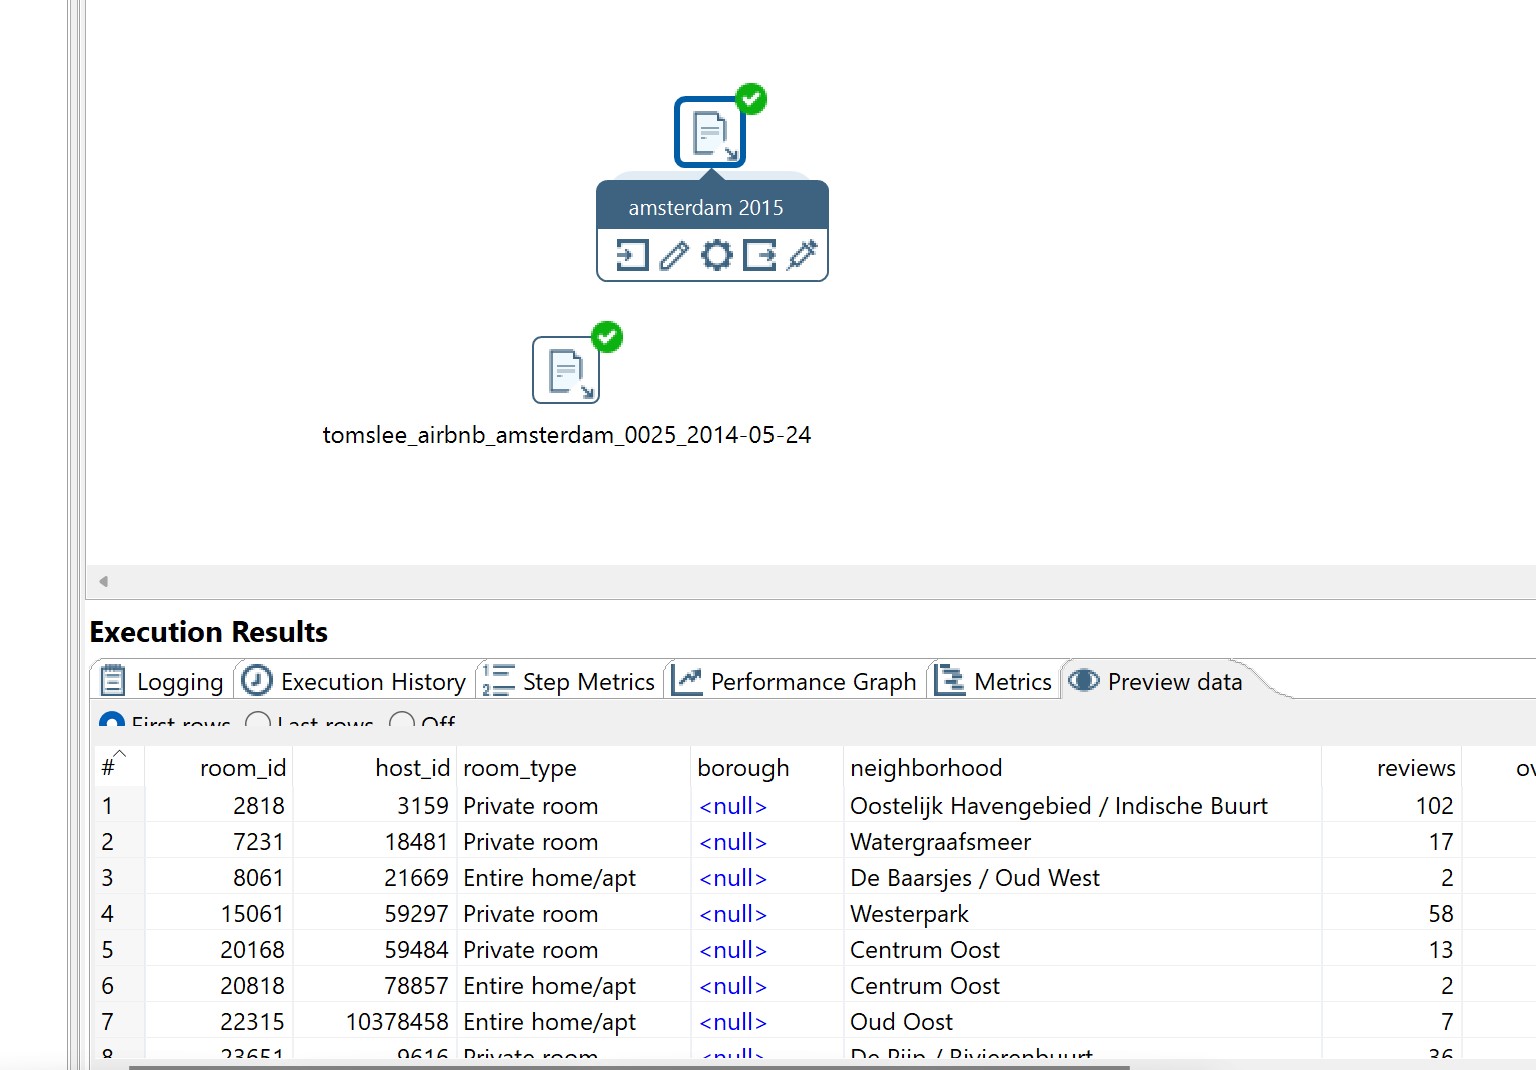 amsterdam 2015
tomslee_airbnb_amsterdam_0025_2014-05-24
Execution Results
Logging Execution History Step Metrics Performance Graph Metrics Preview data
First rows Last rows Off
# room_id host_id room_type borough neighborhood reviews ov
1 2818 3159 Private room <null> Oostelijk Havengebied / Indische Buurt 102
2 7231 18481 Private room <null> Watergraafsmeer 17
3 8061 21669 Entire home/apt <null> De Baarsjes / Oud West 2
4 15061 59297 Private room <null> Westerpark 58
5 20168 59484 Private room <null> Centrum Oost 13
6 20818 78857 Entire home/apt <null> Centrum Oost 2
7 22315 10378458 Entire home/apt <null> Oud Oost 7
8 23651 9616 Private room <null> De Pijp / Rivierenbuurt 36